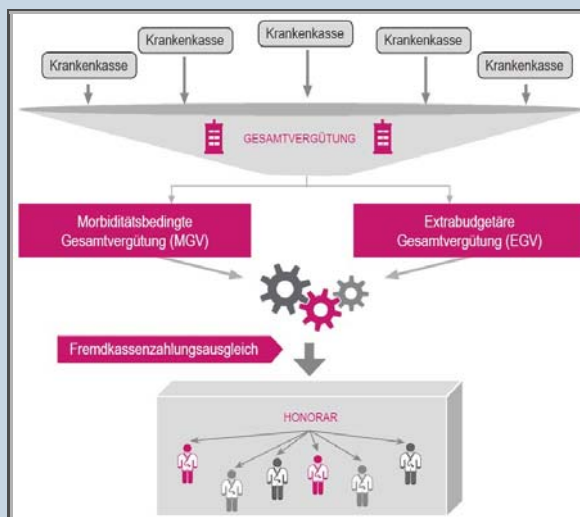 Krankenkasse
Krankenkasse
Krankenkasse
Krankenkasse
Krankenkasse
GESAMTVERGÜTUNG
Morbiditätsbedingte
Gesamtvergütung (MGV)
Extrabudgetäre
Gesamtvergütung (EGV)
Fremdkassenzahlungsausgleich
HONORAR